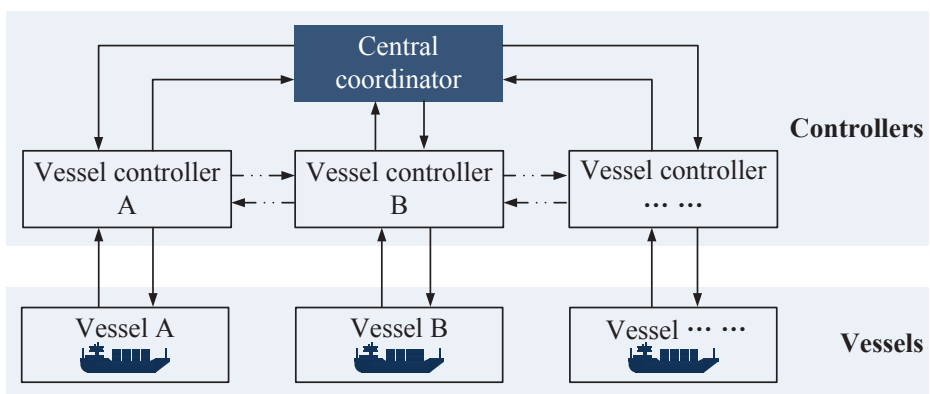 Central
coordinator
Controllers
Vessel controller
A
Vessel controller
B
Vessel controller
... ...
Vessel A
Vessel B
Vessel ... ...
Vessels